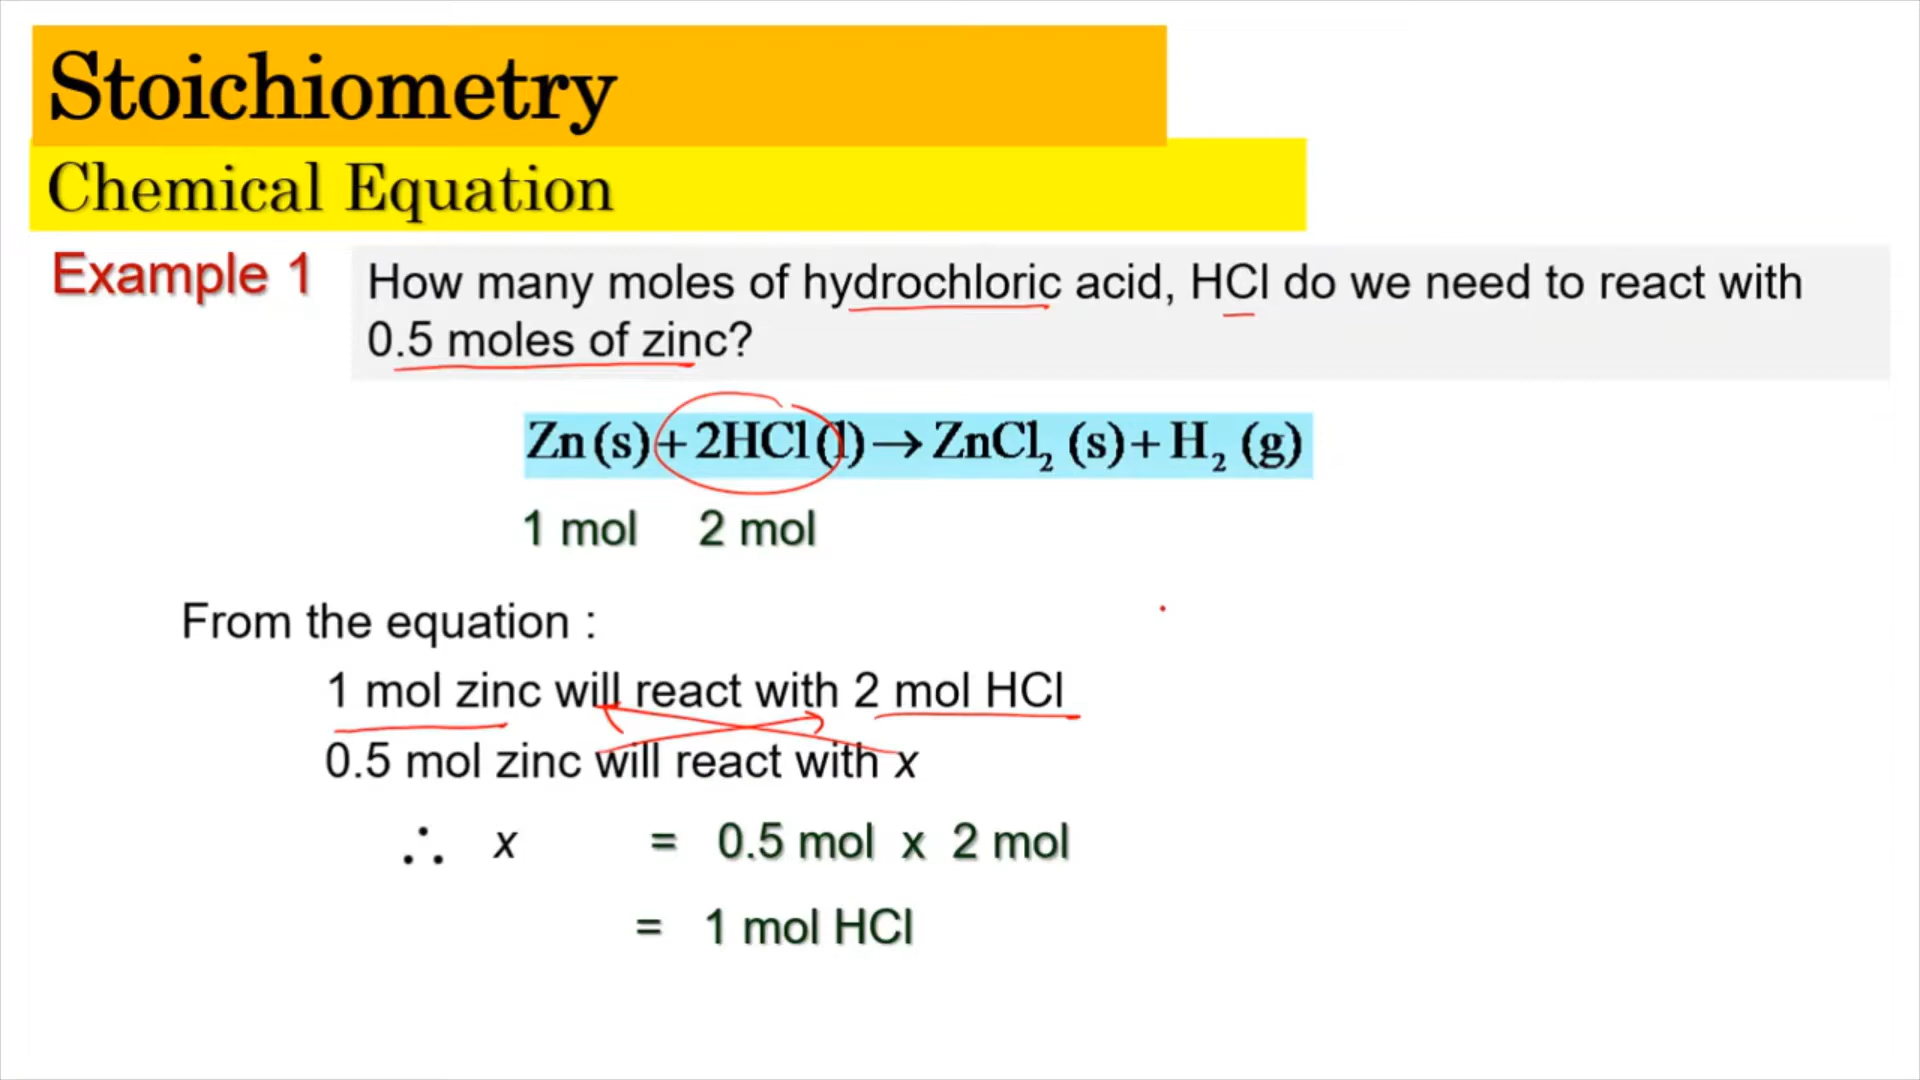 Stoichiometry
Chemical Equation
Example 1
How many moles of hydrochloric acid, HCl do we need to react with
0.5 moles of zinc?
Zn (s)+2HCl(l)→ZnCl₂ (s)+H₂ (g)
1 mol 2 mol
From the equation :
1 mol zinc will react with 2 mol HCl
0.5 mol zinc will react with x
∴ x = 0.5 mol x 2 mol
= 1 mol HCl